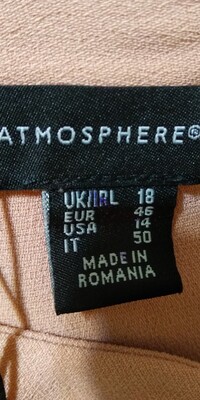 ATMOSPHERE®
UK/IRL 18
EUR 46
USA 14
IT 50
MADE IN
ROMANIA